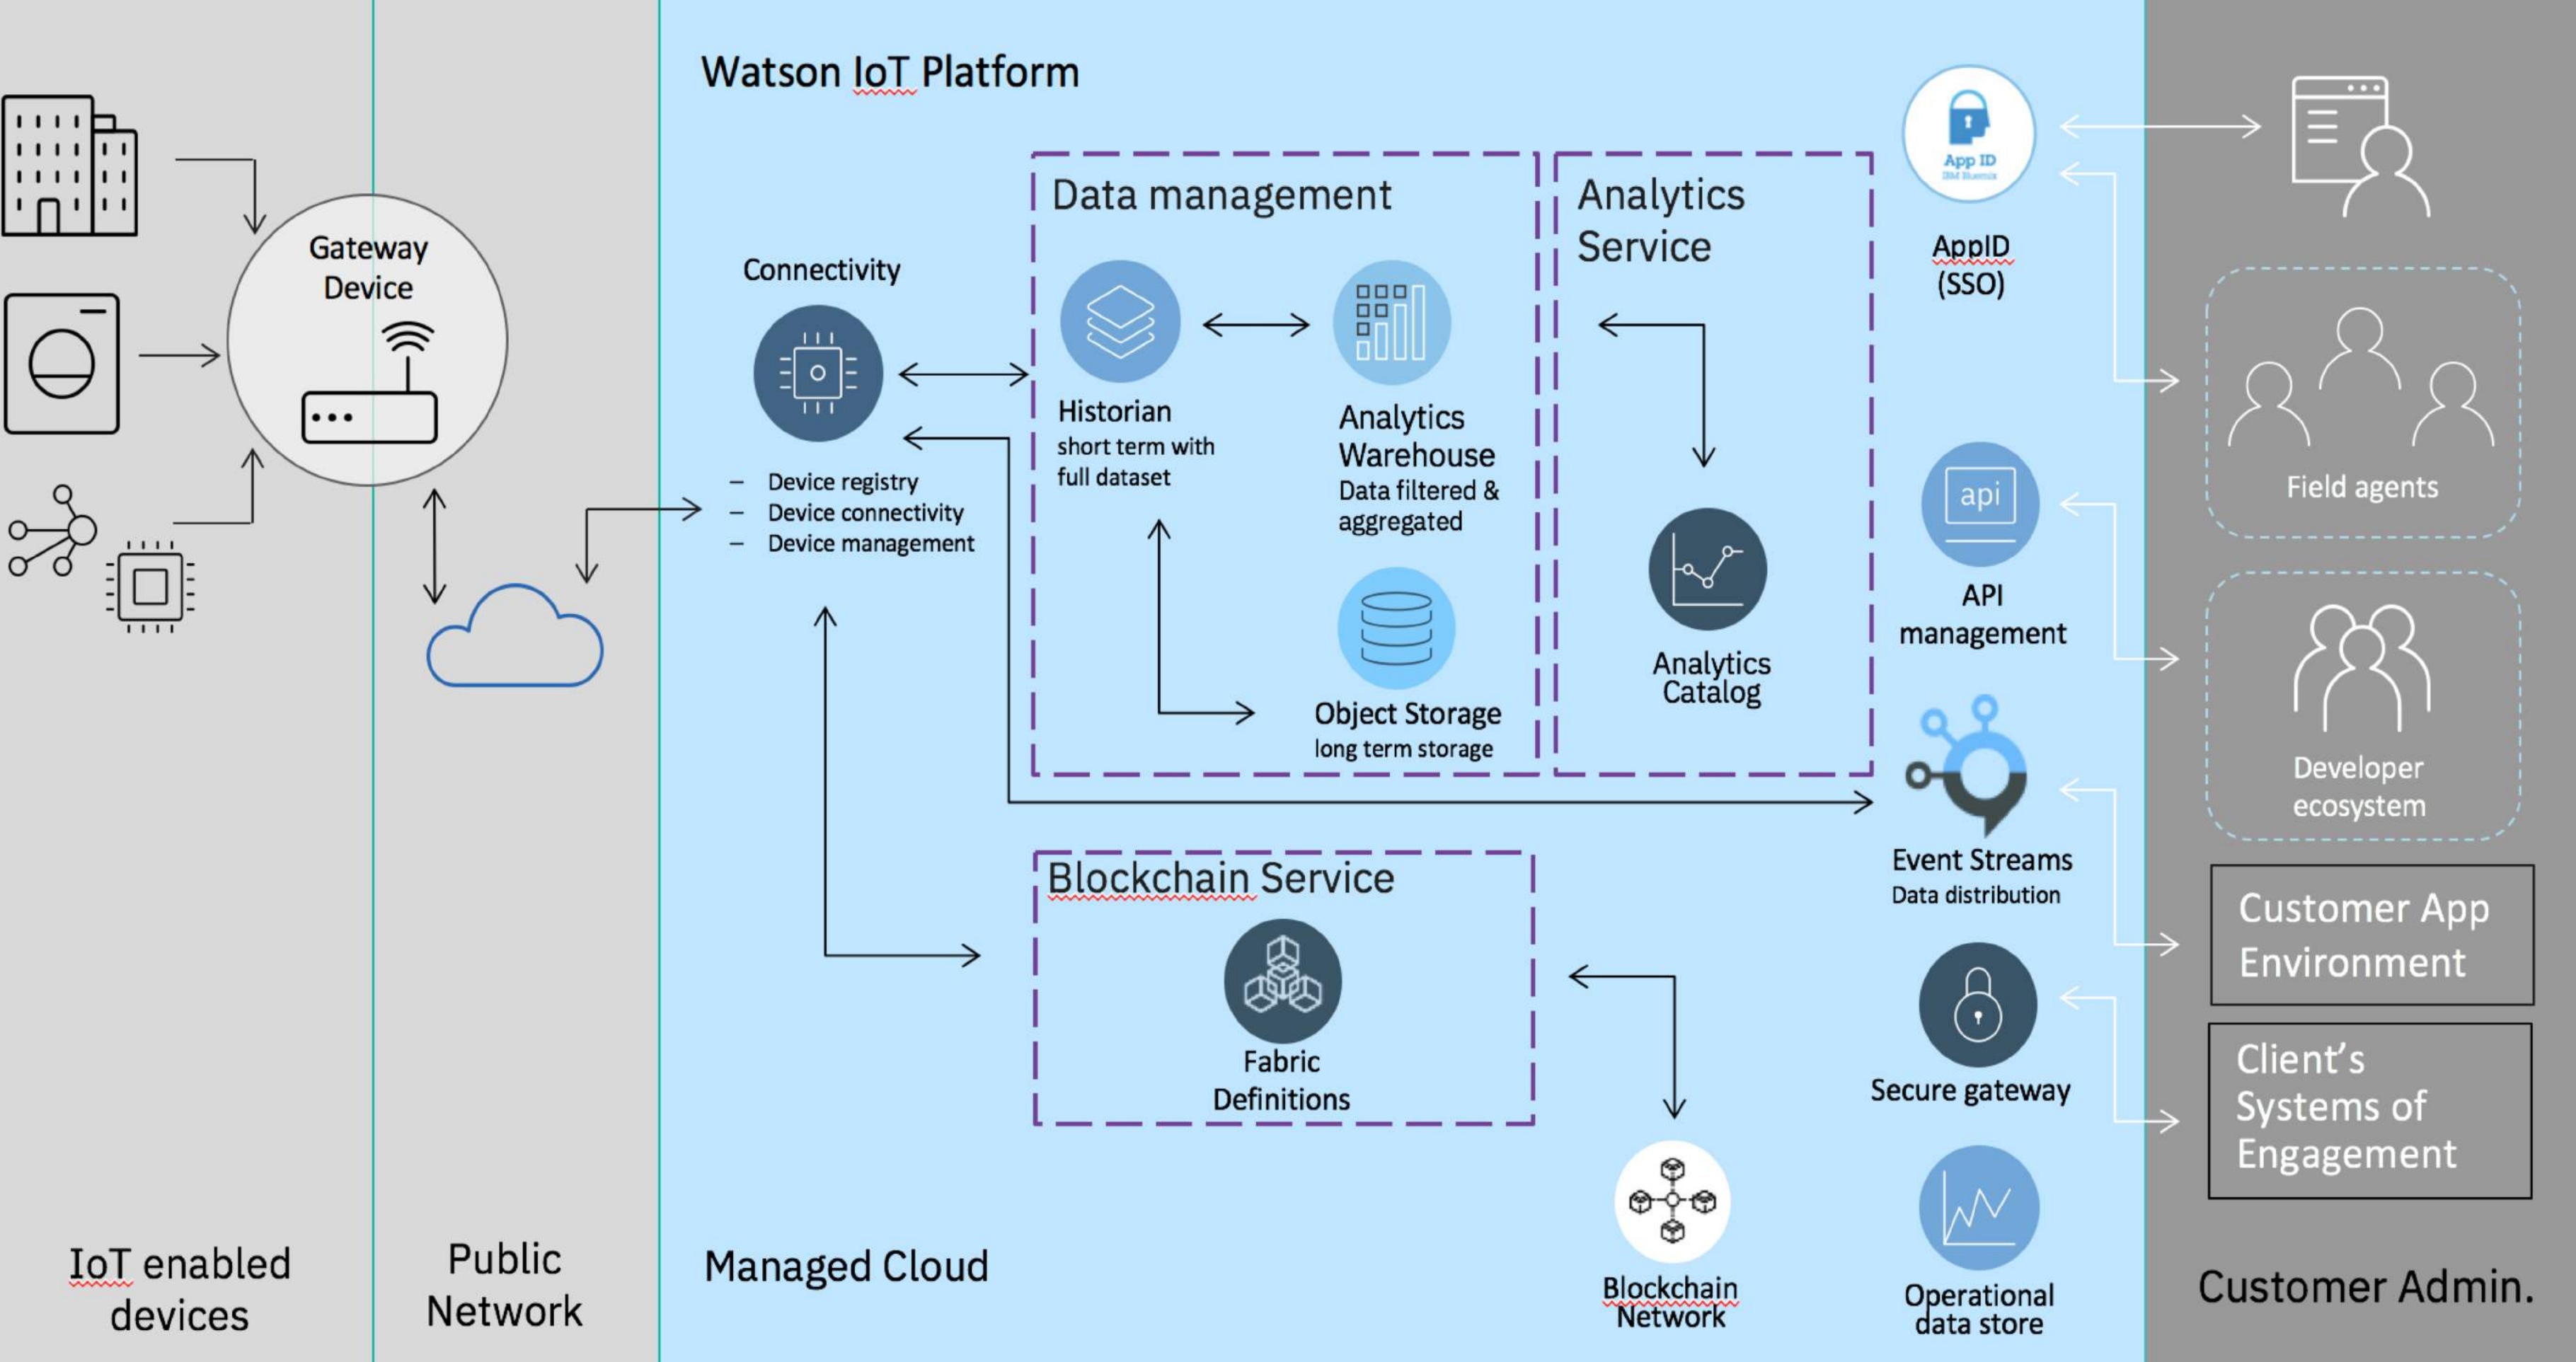 Watson IoT Platform
Gateway
Device
Connectivity
– Device registry
– Device connectivity
– Device management
Data management
Historian
short term with
full dataset
Analytics
Warehouse
Data filtered &
aggregated
Object Storage
long term storage
Analytics
Service
Analytics
Catalog
Blockchain Service
Fabric
Definitions
Blockchain
Network
App ID
IBM Bluemix
AppID
(SSO)
api
API
management
Event Streams
Data distribution
Secure gateway
Operational
data store
Field agents
Developer
ecosystem
Customer App
Environment
Client's
Systems of
Engagement
IoT enabled
devices
Public
Network
Managed Cloud
Customer Admin.